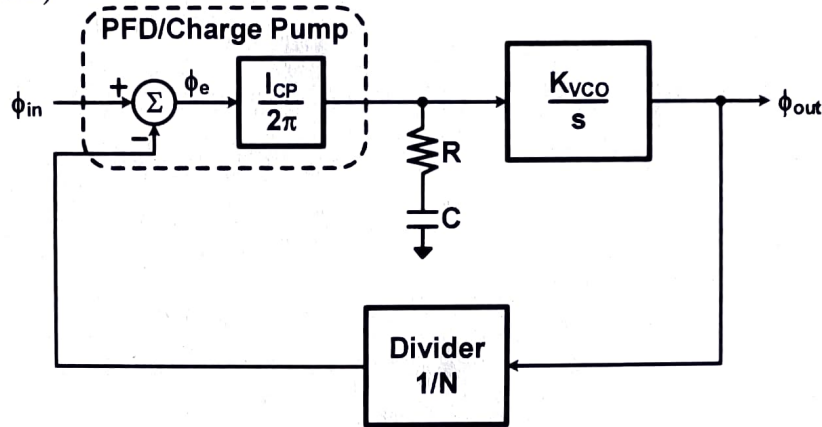 PFD/Charge Pump
ϕin
+
Σ
−
ϕe
ICP
2π
R
C
KVCO
s
ϕout
Divider
1/N